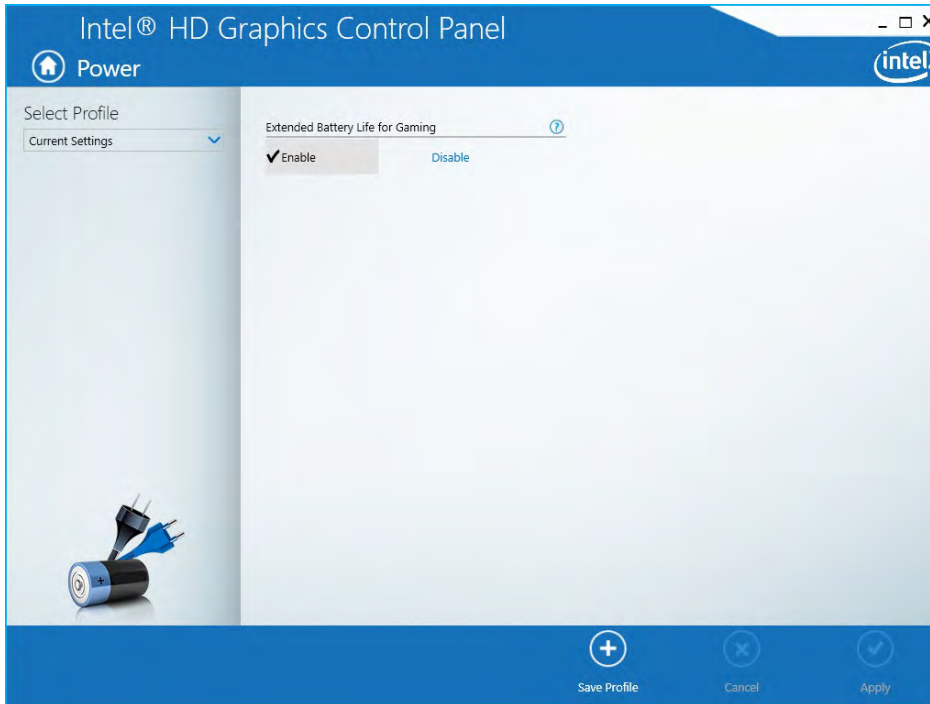 Intel® HD Graphics Control Panel
Power
intel
Select Profile
Current Settings
Extended Battery Life for Gaming
?
Enable
Disable
Save Profile
Cancel
Apply